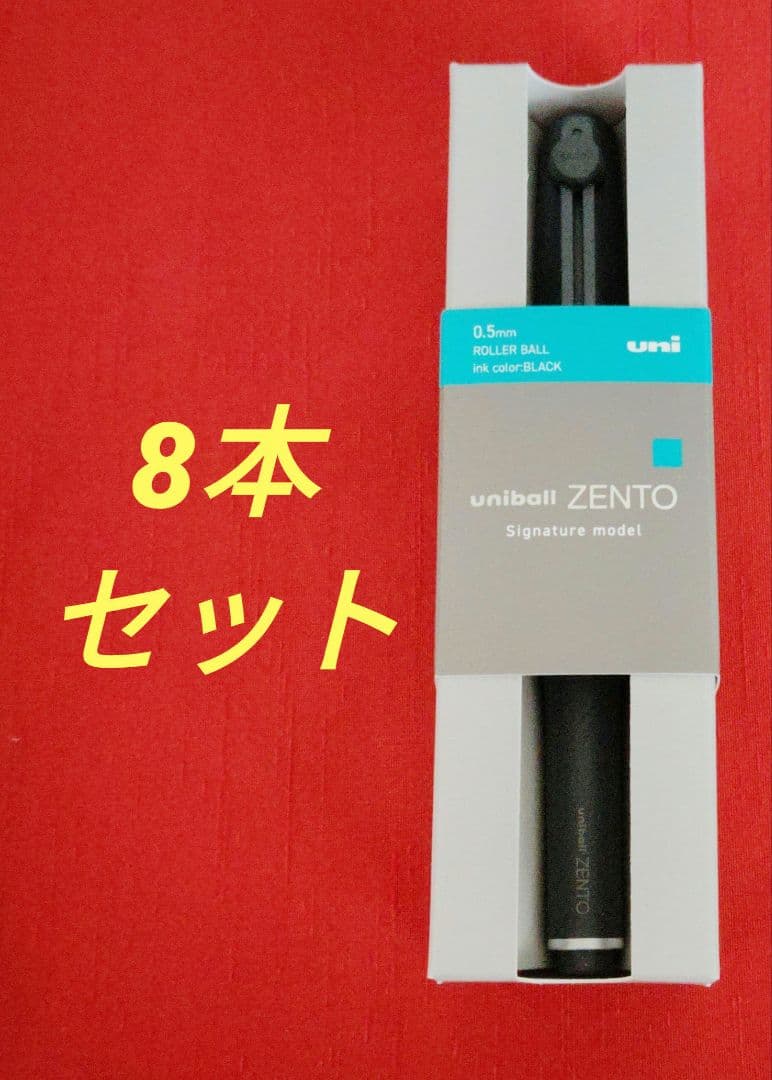 8本
セット
0.5mm
ROLLER BALL
ink color:BLACK
uni
uniball ZENTO
Signature model
uniball ZENTO